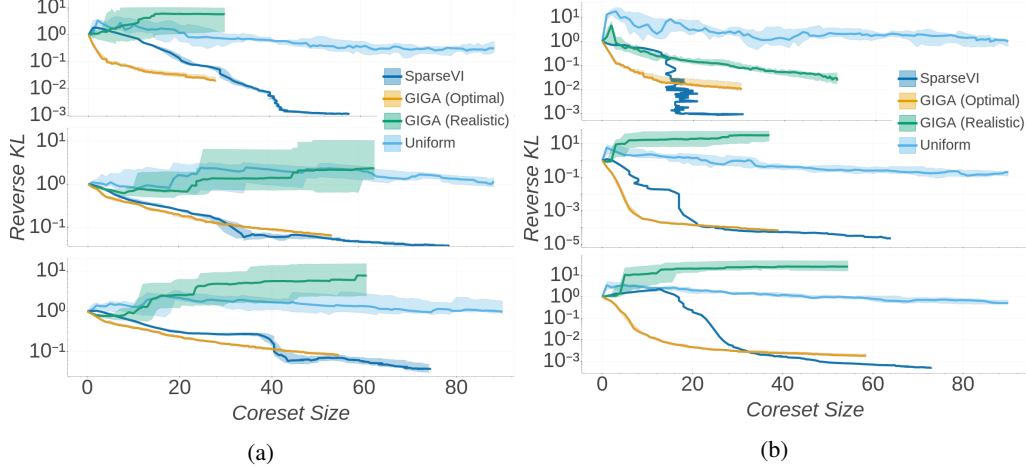 10¹
10⁰
10⁻¹
10⁻²
10⁻³
SparseVI
GIGA (Optimal)
GIGA (Realistic)
Uniform
10¹
10⁰
10⁻¹
Reverse KL
10¹
10⁰
10⁻¹
0 20 40 60 80
Coreset Size
(a)
10¹
10⁰
10⁻¹
10⁻²
10⁻³
SparseVI
GIGA (Optimal)
GIGA (Realistic)
Uniform
10¹
10⁻¹
10⁻³
10⁻⁵
Reverse KL
10¹
10⁰
10⁻¹
10⁻²
10⁻³
0 20 40 60 80
Coreset Size
(b)